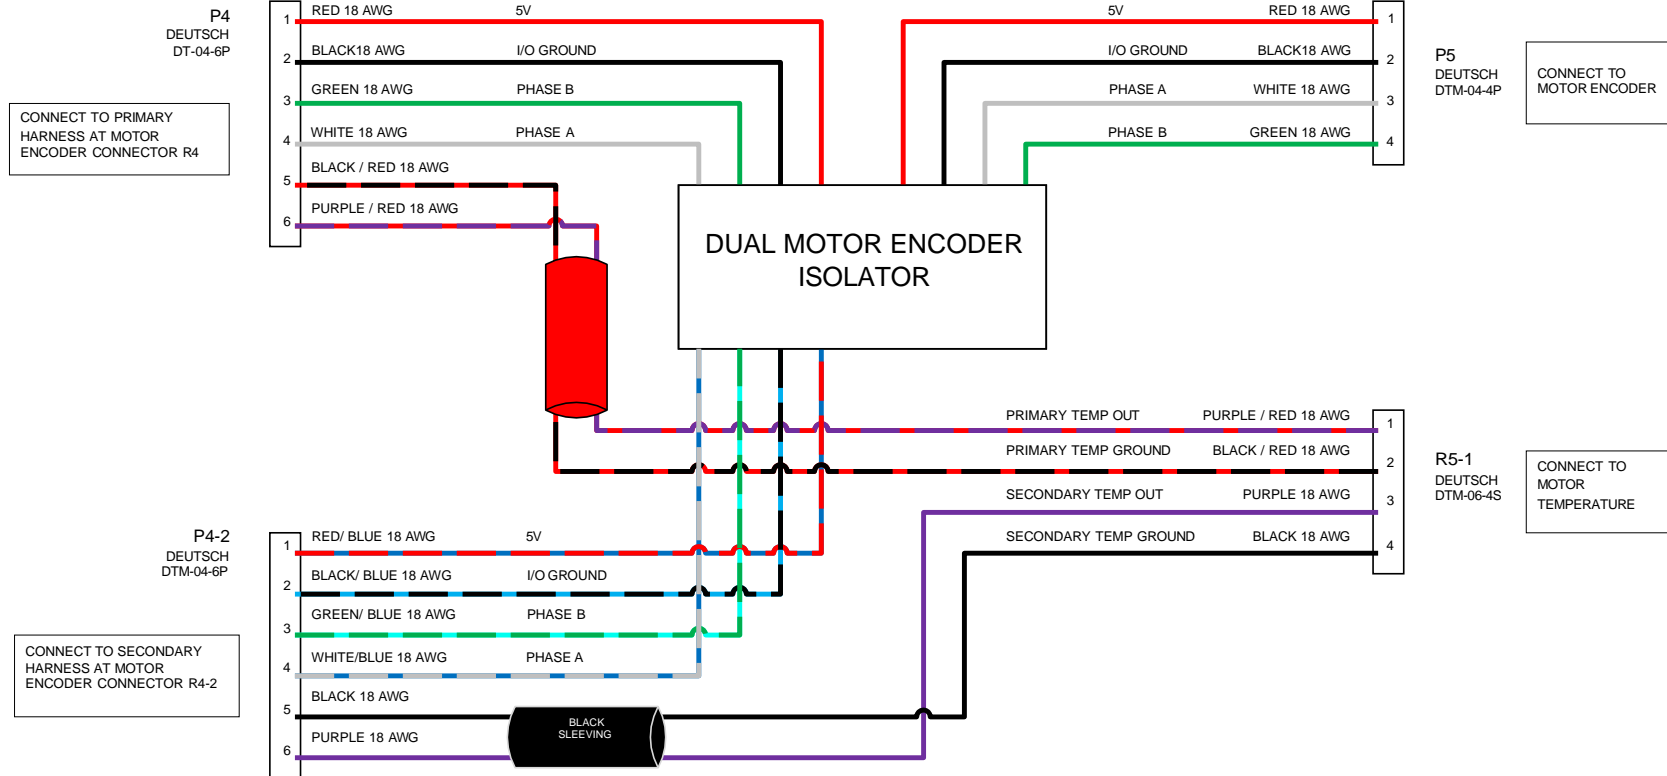 P4
DEUTSCH
DT-04-6P
1
RED 18 AWG
5V
2
BLACK18 AWG
I/O GROUND
3
GREEN 18 AWG
PHASE B
4
WHITE 18 AWG
PHASE A
5
BLACK / RED 18 AWG
6
PURPLE / RED 18 AWG
CONNECT TO PRIMARY
HARNESS AT MOTOR
ENCODER CONNECTOR R4
5V
RED 18 AWG
1
I/O GROUND
BLACK18 AWG
2
PHASE A
WHITE 18 AWG
3
PHASE B
GREEN 18 AWG
4
P5
DEUTSCH
DTM-04-4P
CONNECT TO
MOTOR ENCODER
DUAL MOTOR ENCODER
ISOLATOR
PRIMARY TEMP OUT
PURPLE / RED 18 AWG
1
PRIMARY TEMP GROUND
BLACK / RED 18 AWG
2
SECONDARY TEMP OUT
PURPLE 18 AWG
3
SECONDARY TEMP GROUND
BLACK 18 AWG
4
R5-1
DEUTSCH
DTM-06-4S
CONNECT TO
MOTOR
TEMPERATURE
P4-2
DEUTSCH
DTM-04-6P
1
RED/ BLUE 18 AWG
5V
2
BLACK/ BLUE 18 AWG
I/O GROUND
3
GREEN/ BLUE 18 AWG
PHASE B
4
WHITE/BLUE 18 AWG
PHASE A
5
BLACK 18 AWG
6
PURPLE 18 AWG
BLACK
SLEEVING
CONNECT TO SECONDARY
HARNESS AT MOTOR
ENCODER CONNECTOR R4-2